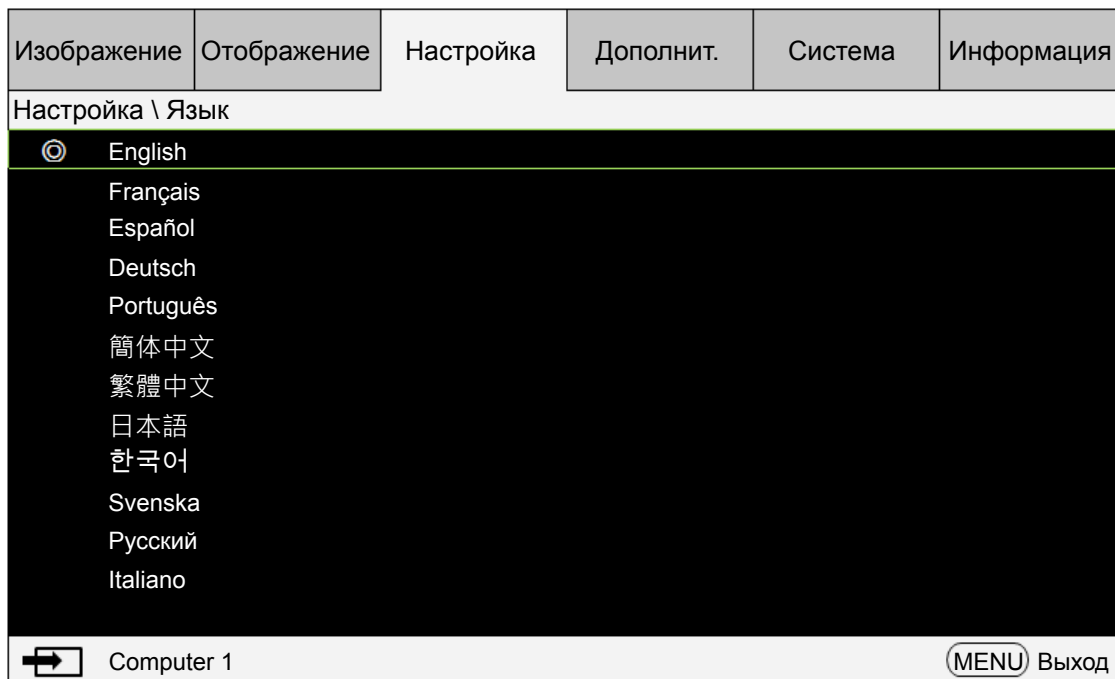 Изображение Отображение Настройка Дополнит. Система Информация
Настройка \ Язык
English
Français
Español
Deutsch
Português
簡体中文
繁體中文
日本語
한국어
Svenska
Русский
Italiano
Computer 1 MENU Выход